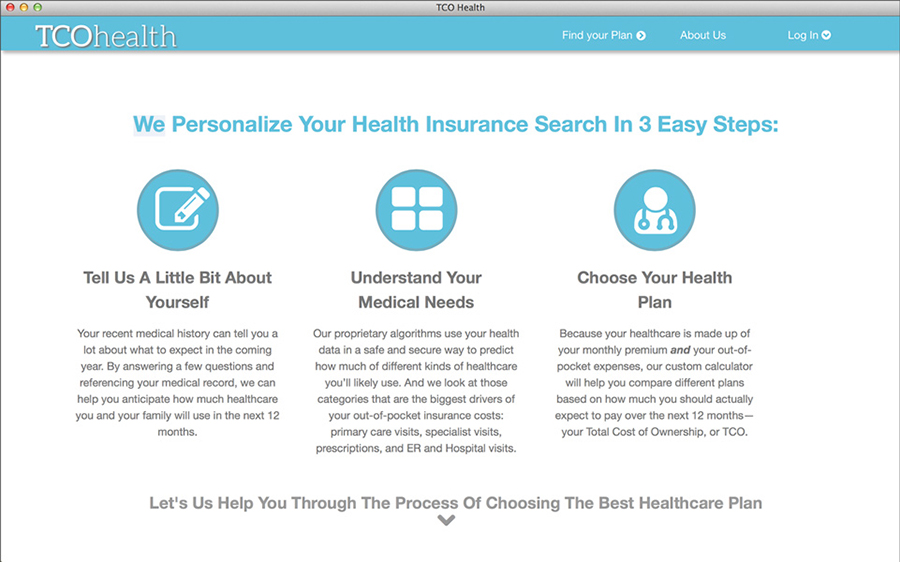 TCO Health
TCOhealth
Find your Plan
About Us
Log In
We Personalize Your Health Insurance Search In 3 Easy Steps:
Tell Us A Little Bit About
Yourself
Your recent medical history can tell you a
lot about what to expect in the coming
year. By answering a few questions and
referencing your medical record, we can
help you anticipate how much healthcare
you and your family will use in the next 12
months.
Understand Your
Medical Needs
Our proprietary algorithms use your health
data in a safe and secure way to predict
how much of different kinds of healthcare
you'll likely use. And we look at those
categories that are the biggest drivers of
your out-of-pocket insurance costs:
primary care visits, specialist visits,
prescriptions, and ER and Hospital visits.
Choose Your Health
Plan
Because your healthcare is made up of
your monthly premium and your out-of-
pocket expenses, our custom calculator
will help you compare different plans
based on how much you should actually
expect to pay over the next 12 months—
your Total Cost of Ownership, or TCO.
Let's Us Help You Through The Process Of Choosing The Best Healthcare Plan